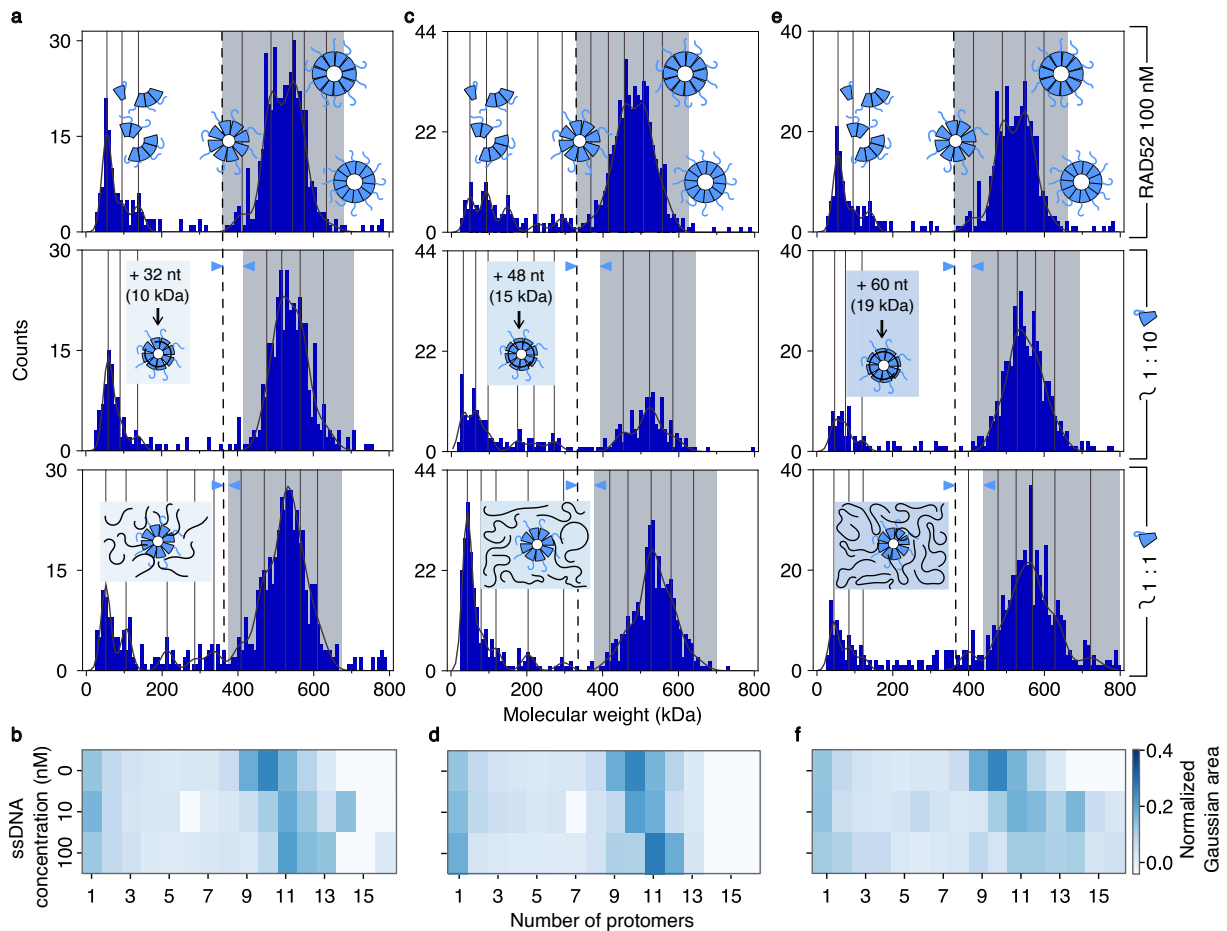 a
c
e
30
15
0
44
22
0
40
20
0
RAD52 100 nM
Counts
30
15
0
+ 32 nt
(10 kDa)
44
22
0
+ 48 nt
(15 kDa)
40
20
0
+ 60 nt
(19 kDa)
1 : 10
30
15
0
44
22
0
40
20
0
1 : 1
0 200 400 600 800
0 200 400 600 800
0 200 400 600 800
Molecular weight (kDa)
b
d
f
ssDNA
concentration (nM)
0
10
100
1 3 5 7 9 11 13 15
1 3 5 7 9 11 13 15
1 3 5 7 9 11 13 15
Number of protomers
0.4
0.2
0.0
Normalized
Gaussian area